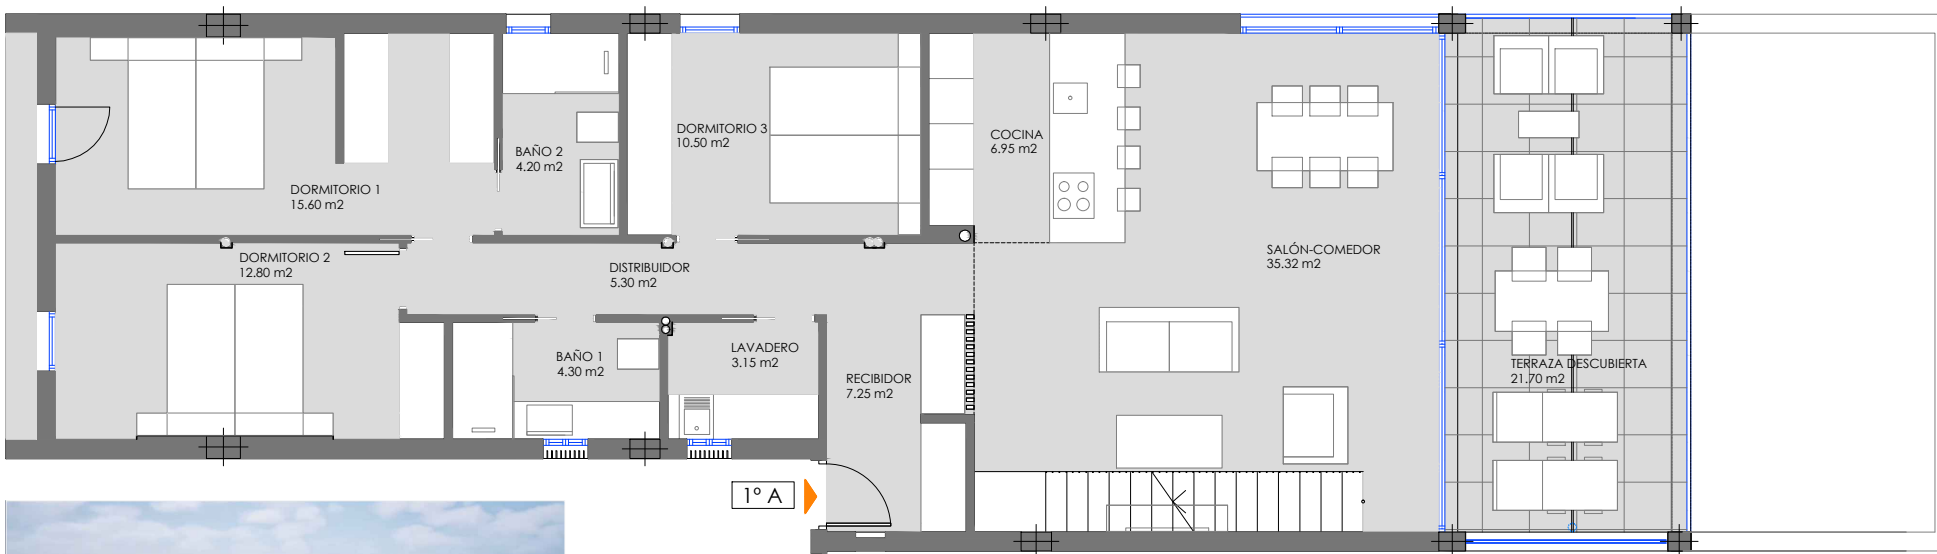 DORMITORIO 1
15.60 m2
BAÑO 2
4.20 m2
DORMITORIO 3
10.50 m2
COCINA
6.95 m2
DORMITORIO 2
12.80 m2
DISTRIBUIDOR
5.30 m2
SALÓN-COMEDOR
35.32 m2
BAÑO 1
4.30 m2
LAVADERO
3.15 m2
RECIBIDOR
7.25 m2
TERRAZA DESCUBIERTA
21.70 m2
1º A